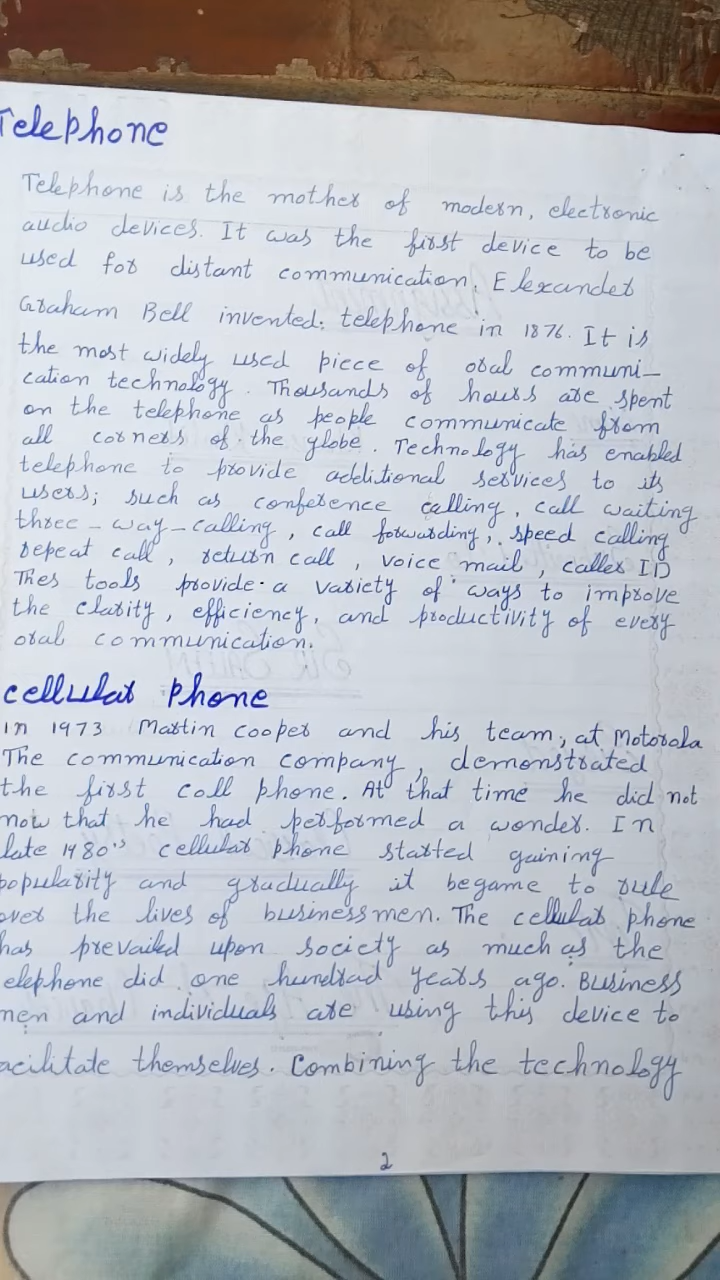 Telephone
Telephone is the mother of modern, electronic
audio devices. It was the first device to be
used for distant communication. Elexander
Graham Bell invented. telephone in 1876. It is
the most widely used piece of oral communi-
cation technology. Thousands of hours are spent
on the telephone as people communicate from
all corners of the globe. Technology has enabled
telephone to provide additional services to its
users; such as conference calling, call waiting
three-way-calling, call forwarding, speed calling
repeat call, return call, voice mail, caller ID
Thes tools provide a variety of ways to improve
the clarity, efficiency, and productivity of every
oral communication.
cellular phone
in 1973 Martin cooper and his team, at Motorola
The communication company, demonstrated
the first coll phone. At that time he did not
now that he had performed a wonder. In
late 1980's cellular phone started gaining
popularity and gradually it begame to rule
over the lives of businessmen. The cellular phone
has prevailed upon society as much as the
elephone did one hundrad years ago. Business
men and individuals are using this device to
acilitate themselves. Combining the technology
2